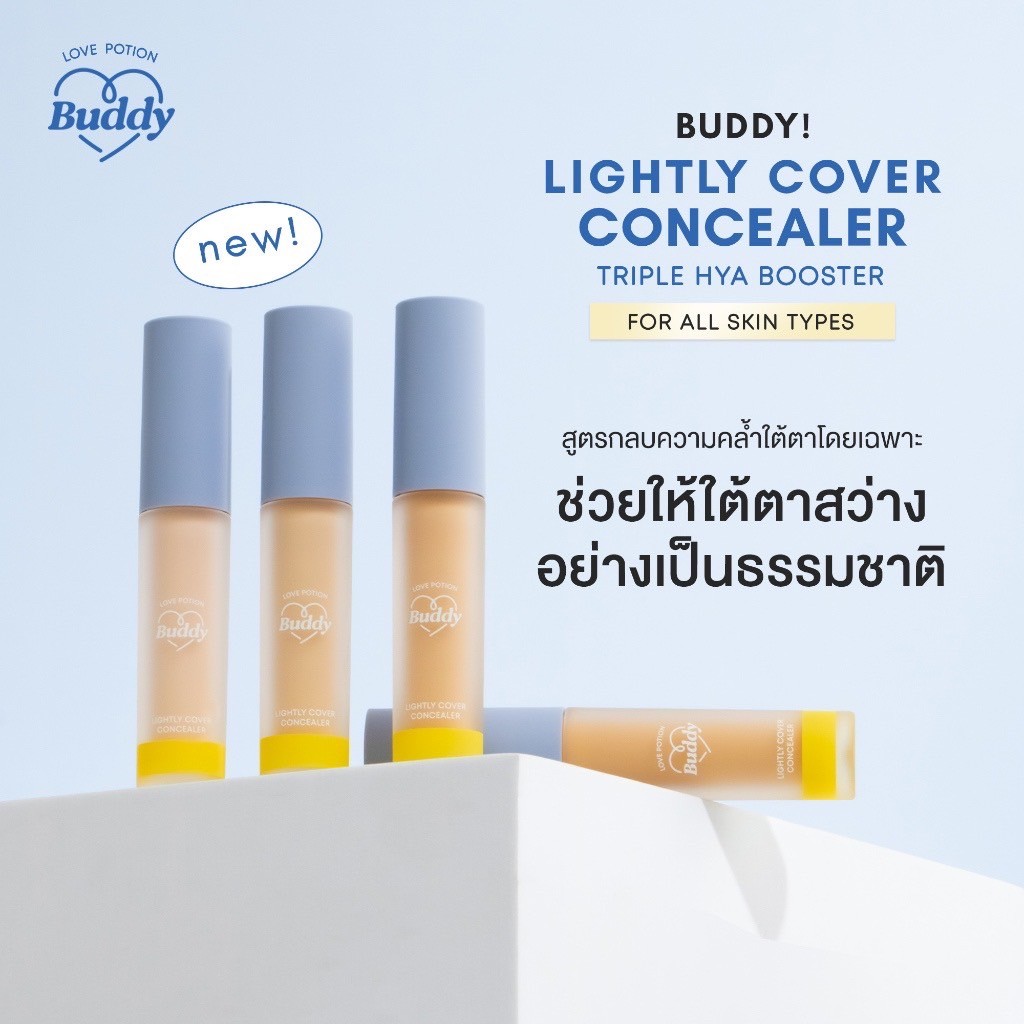 LOVE POTION
Buddy
new!
BUDDY!
LIGHTLY COVER
CONCEALER
TRIPLE HYA BOOSTER
FOR ALL SKIN TYPES
สูตรกลบความคล้ำใต้ตาโดยเฉพาะ
ช่วยให้ใต้ตาสว่าง
อย่างเป็นธรรมชาติ
LOVE POTION
Buddy
LIGHTLY COVER
CONCEALER
LOVE POTION
Buddy
LIGHTLY COVER
CONCEALER
LOVE POTION
Buddy
LIGHTLY COVER
CONCEALER
LOVE POTION
Buddy
LIGHTLY COVER
CONCEALER